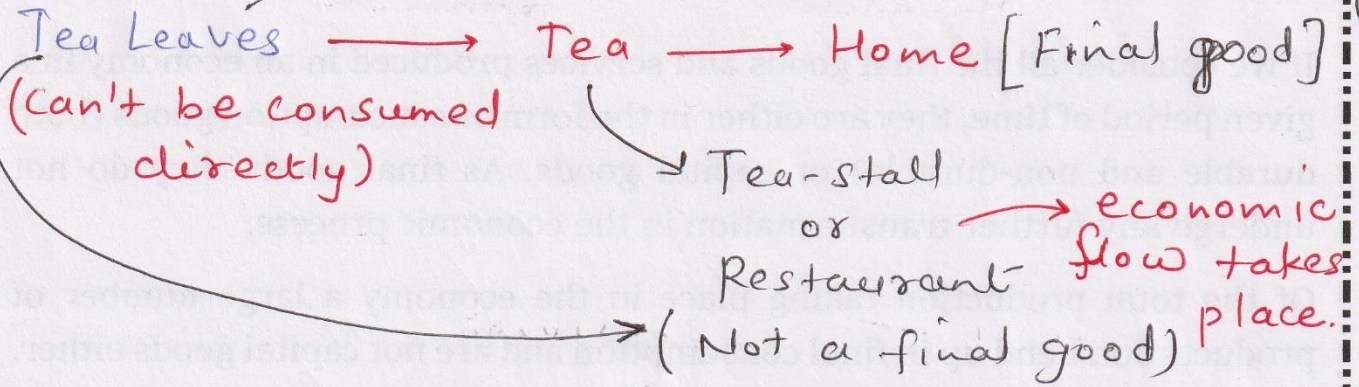 Tea Leaves → Tea → Home [Final good]
(Can't be consumed
directly)
Tea stall
or → economic
Restaurant flow takes
(Not a final good) place.